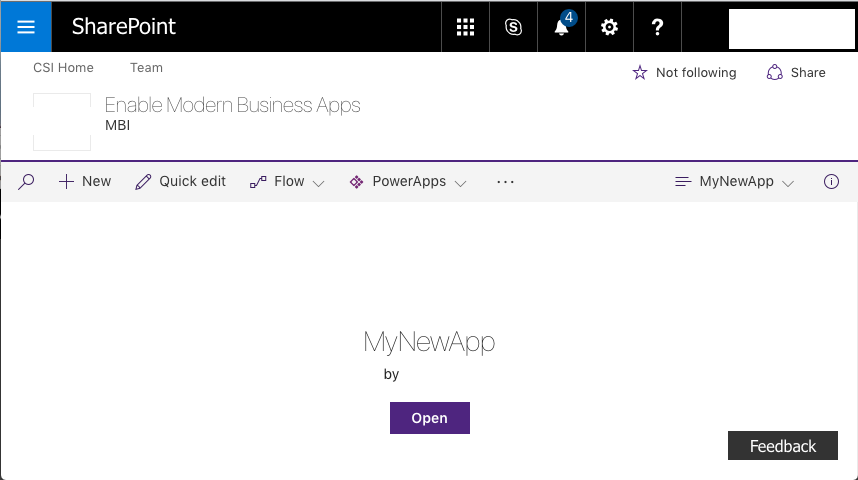 SharePoint
4
?
CSI Home Team
Not following Share
Enable Modern Business Apps
MBI
New Quick edit Flow PowerApps ... MyNewApp
MyNewApp
by
Open
Feedback